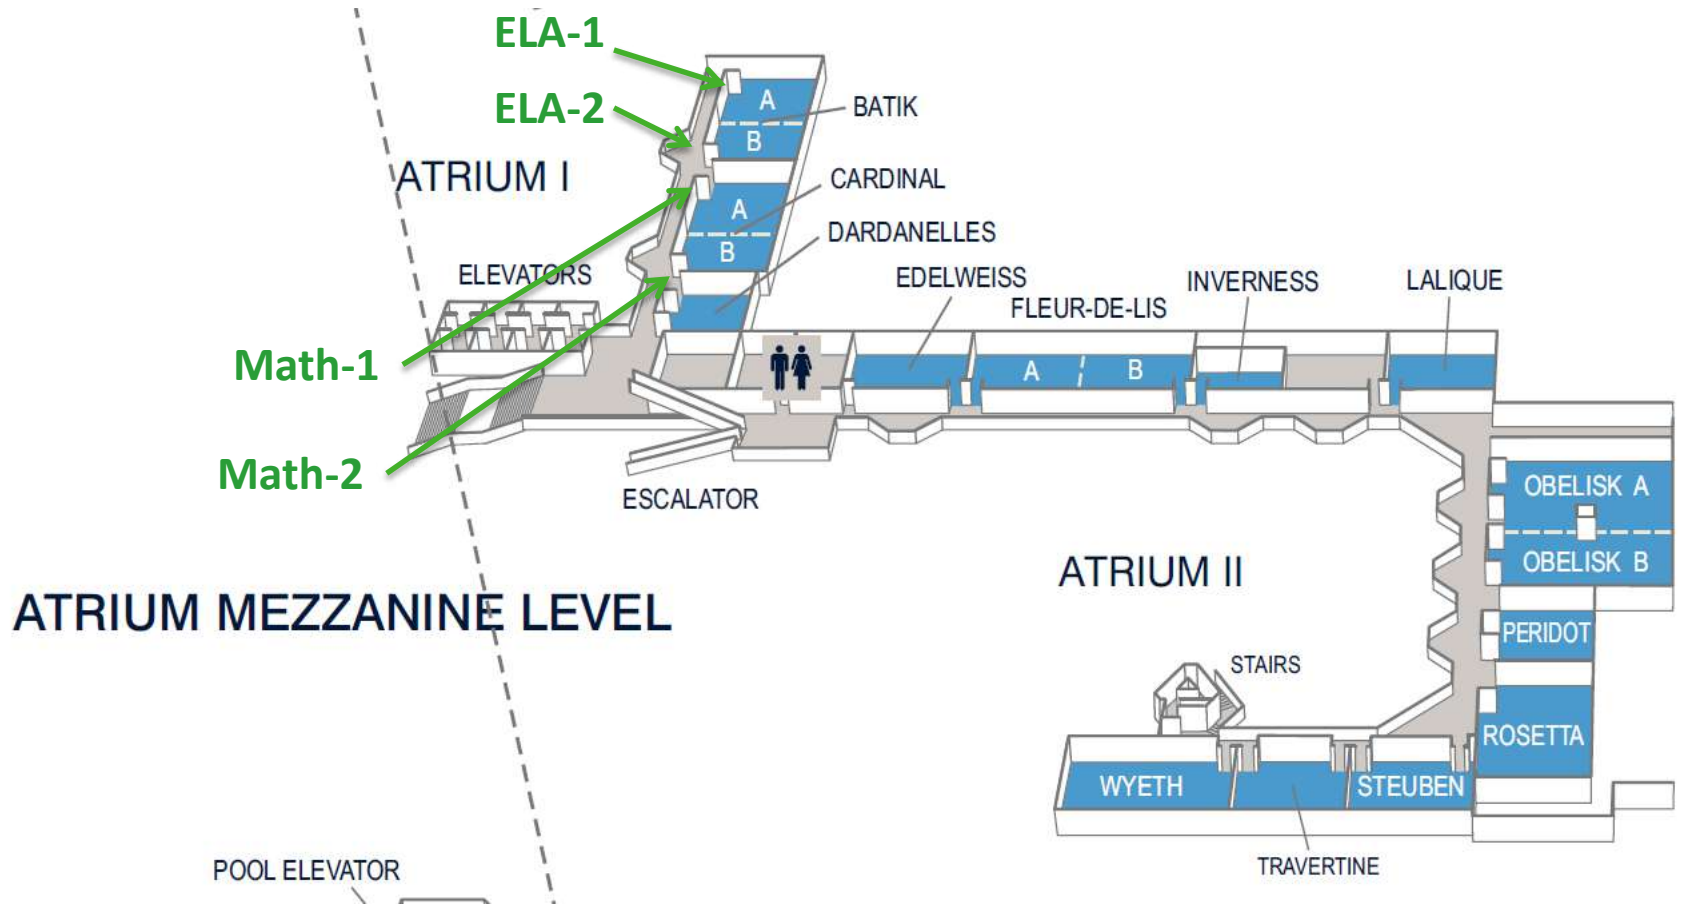 ELA-1
ELA-2
A
BATIK
B
ATRIUM I
CARDINAL
A
DARDANELLES
B
ELEVATORS
EDELWEISS
INVERNESS
LALIQUE
FLEUR-DE-LIS
Math-1
A
B
Math-2
ESCALATOR
OBELISK A
OBELISK B
ATRIUM II
ATRIUM MEZZANINE LEVEL
PERIDOT
STAIRS
ROSETTA
WYETH
STEUBEN
TRAVERTINE
POOL ELEVATOR